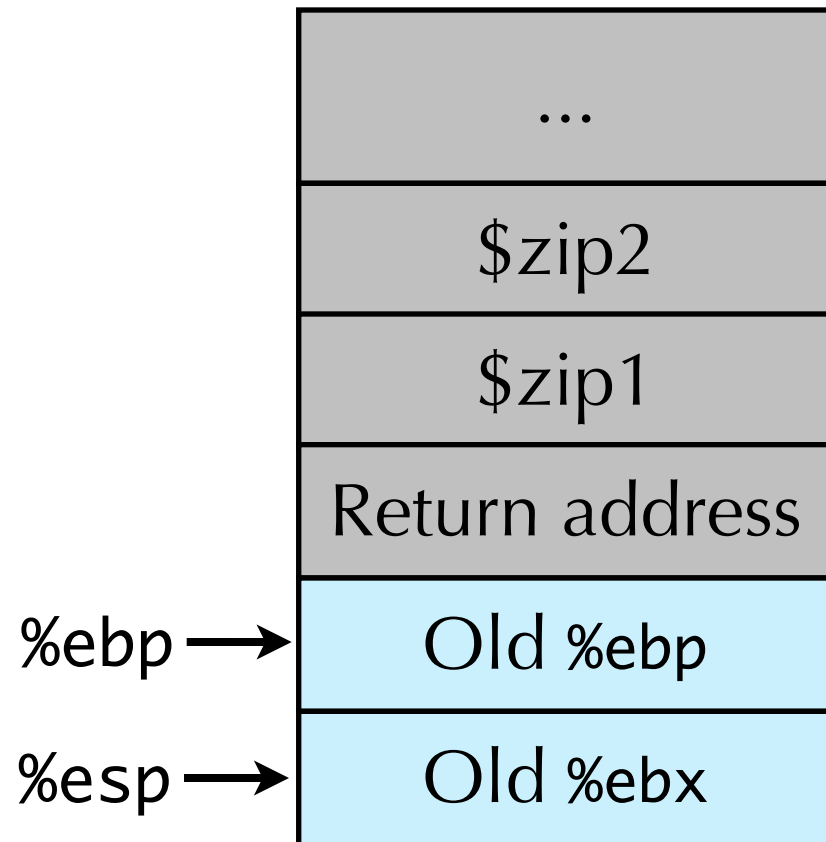 ...
$zip2
$zip1
Return address
%ebp Old %ebp
%esp Old %ebx